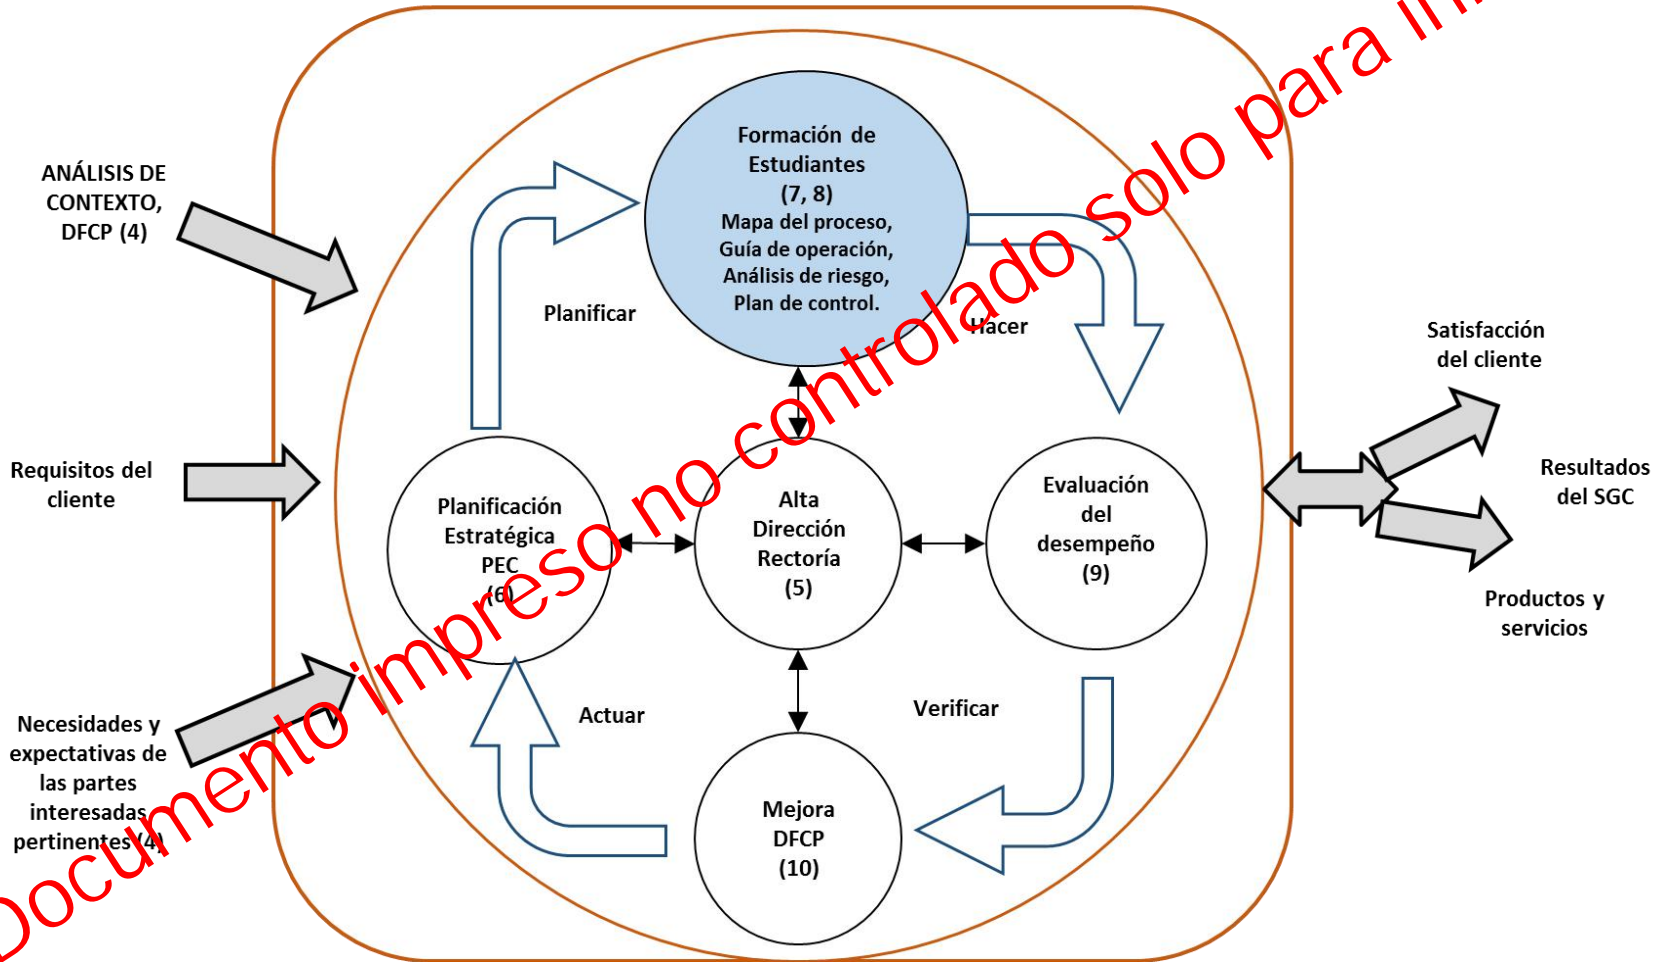 ANÁLISIS DE
CONTEXTO,
DFCP (4)
Requisitos del
cliente
Necesidades y
expectativas de
las partes
interesadas
pertinentes (4)
Formación de
Estudiantes
(7, 8)
Mapa del proceso,
Guía de operación,
Análisis de riesgo,
Plan de control.
Planificar
Hacer
Planificación
Estratégica
PEC
(6)
Alta
Dirección
Rectoría
(5)
Evaluación
del
desempeño
(9)
Actuar
Verificar
Mejora
DFCP
(10)
Satisfacción
del cliente
Resultados
del SGC
Productos y
servicios
Documento impreso no controlado solo para